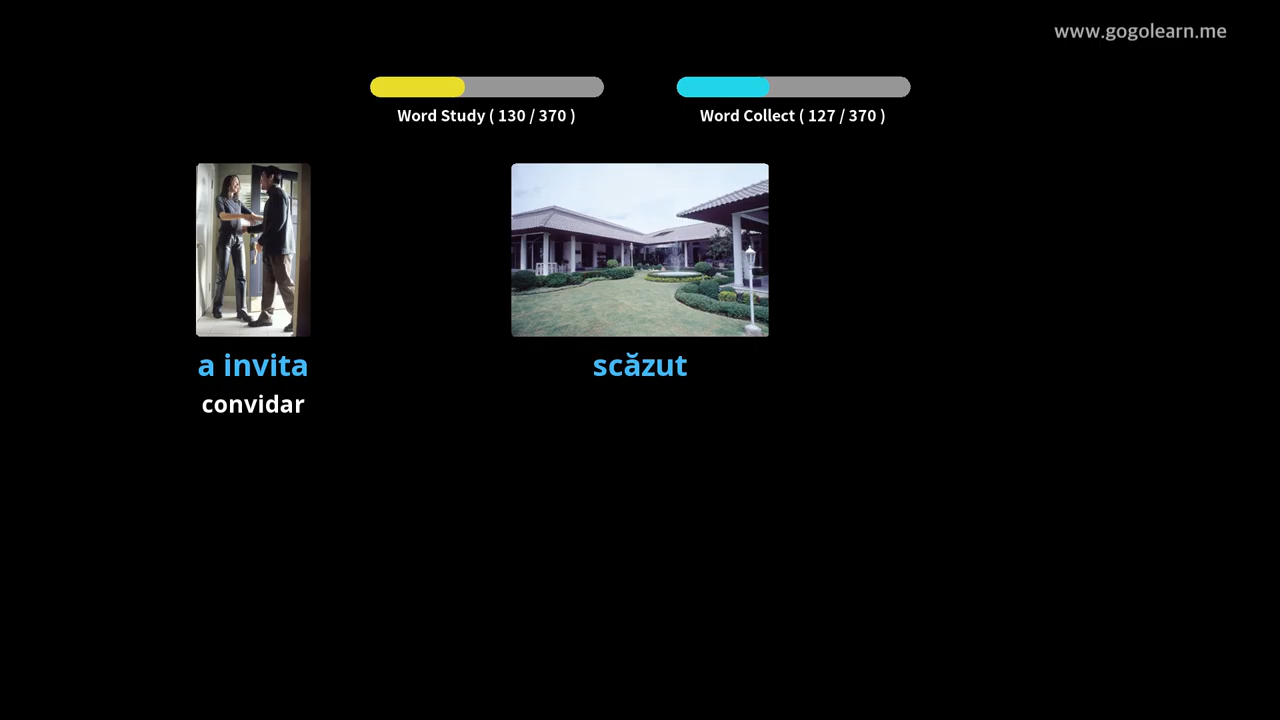 www.gogolearn.me
Word Study ( 130 / 370 )
Word Collect ( 127 / 370 )
a invita
convidar
scăzut